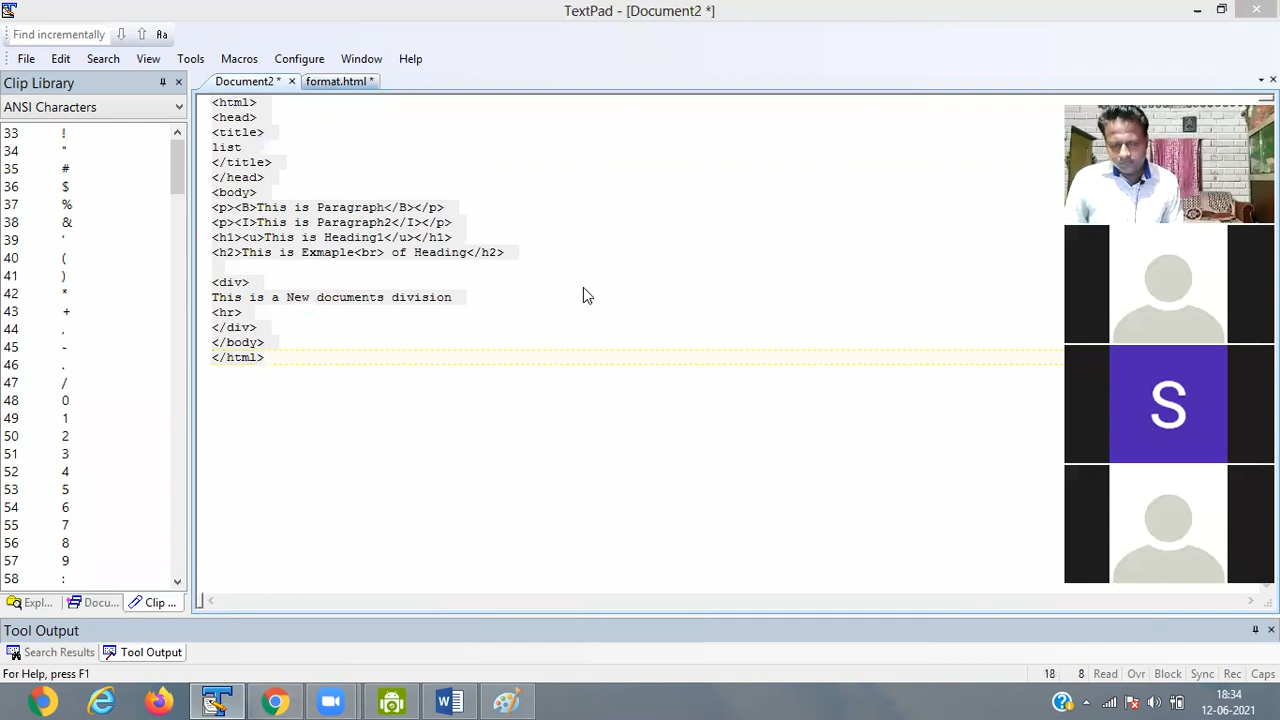 TextPad - [Document2 *]
Find incrementally
Aa
File Edit Search View Tools Macros Configure Window Help
Clip Library
Document2 * format.html *
ANSI Characters
33 !
34 "
35 #
36 $
37 %
38 &
39 '
40 (
41 )
42 *
43 +
44 ,
45 -
46 .
47 /
48 0
49 1
50 2
51 3
52 4
53 5
54 6
55 7
56 8
57 9
58 :
<html>
<head>
<title>
list
</title>
</head>
<body>
<p><B>This is Paragraph</B></p>
<p><I>This is Paragraph2</I></p>
<h1><u>This is Heading1</u></h1>
<h2>This is Exmaple<br> of Heading</h2>
<div>
This is a New documents division
<hr>
</div>
</body>
</html>
S
Expl... Docu... Clip ...
Tool Output
Search Results Tool Output
For Help, press F1
18 8 Read Ovr Block Sync Rec Caps
18:34
12-06-2021